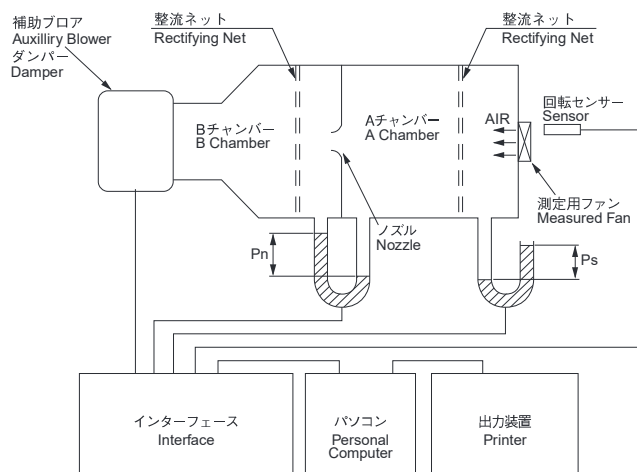 補助ブロア
Auxilliry Blower
ダンパー
Damper
整流ネット
Rectifying Net
整流ネット
Rectifying Net
Bチャンバー
B Chamber
Aチャンバー
A Chamber
AIR
回転センサー
Sensor
測定用ファン
Measured Fan
ノズル
Nozzle
Pn
Ps
インターフェース
Interface
パソコン
Personal
Computer
出力装置
Printer